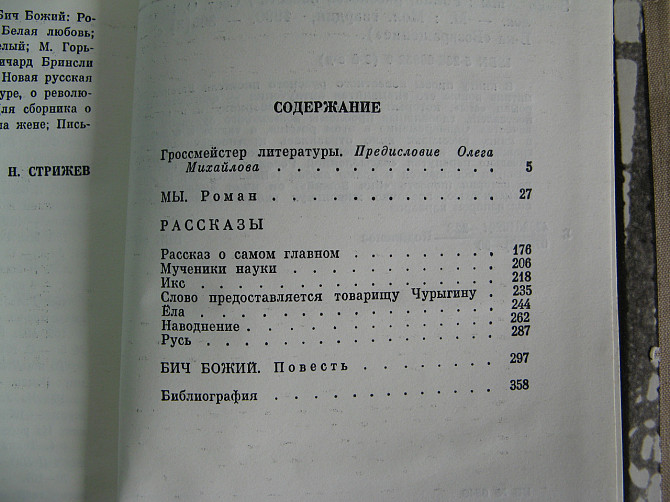 Бич Божий: Ро-
Белая любовь;
елый; М. Горь-
ичард Бринсли
Новая русская
уре, о револю-
ля сборника о
а жене; Пись-
Н. СТРИЖЕВ
СОДЕРЖАНИЕ
Гроссмейстер литературы. Предисловие Олега
Михайлова . . . . . . . . . . . . 5
МЫ. Роман . . . . . . . . . . . . 27
РАССКАЗЫ
Рассказ о самом главном . . . . . . . 176
Мученики науки . . . . . . . . . . 206
Икс . . . . . . . . . . . . . . 218
Слово предоставляется товарищу Чурыгину . 235
Ёла . . . . . . . . . . . . . . 244
Наводнение . . . . . . . . . . . . 262
Русь . . . . . . . . . . . . . . 287
БИЧ БОЖИЙ. Повесть . . . . . . . . 297
Библиография . . . . . . . . . . . 358